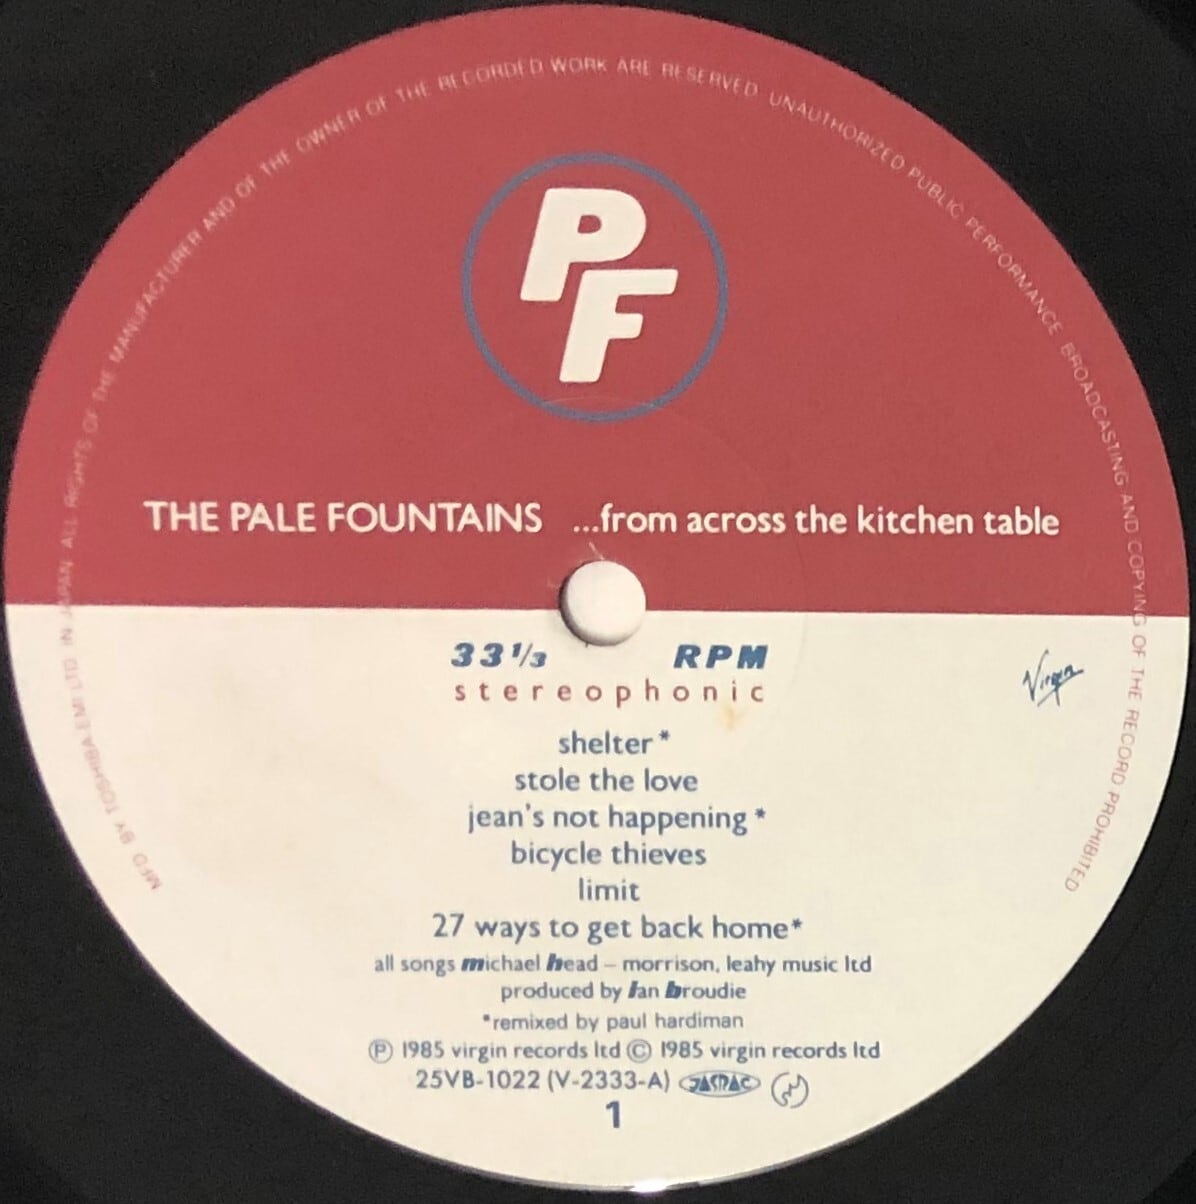 MFD BY TOSHIBA EMI LTD IN JAPAN ALL RIGHTS OF THE MANUFACTURER AND OF THE OWNER OF THE RECORDED WORK ARE RESERVED UNAUTHORIZED PUBLIC PERFORMANCE BROADCASTING AND COPYING OF THE RECORD PROHIBITED
PF
THE PALE FOUNTAINS ...from across the kitchen table
33 1/3 RPM
stereophonic
Virgin
shelter*
stole the love
jean's not happening*
bicycle thieves
limit
27 ways to get back home*
all songs michael head – morrison, leahy music ltd
produced by Ian broudie
*remixed by paul hardiman
Ⓟ 1985 virgin records ltd © 1985 virgin records ltd
25VB-1022 (V-2333-A) JASRAC
1